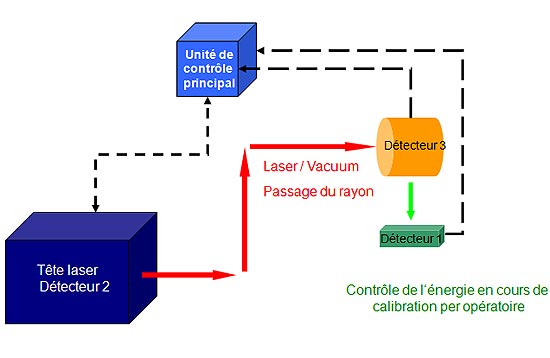 Unité de
contrôle
principal
Détecteur 3
Laser / Vacuum
Passage du rayon
Détecteur 1
Tête laser
Détecteur 2
Contrôle de l'énergie en cours de
calibration per opératoire